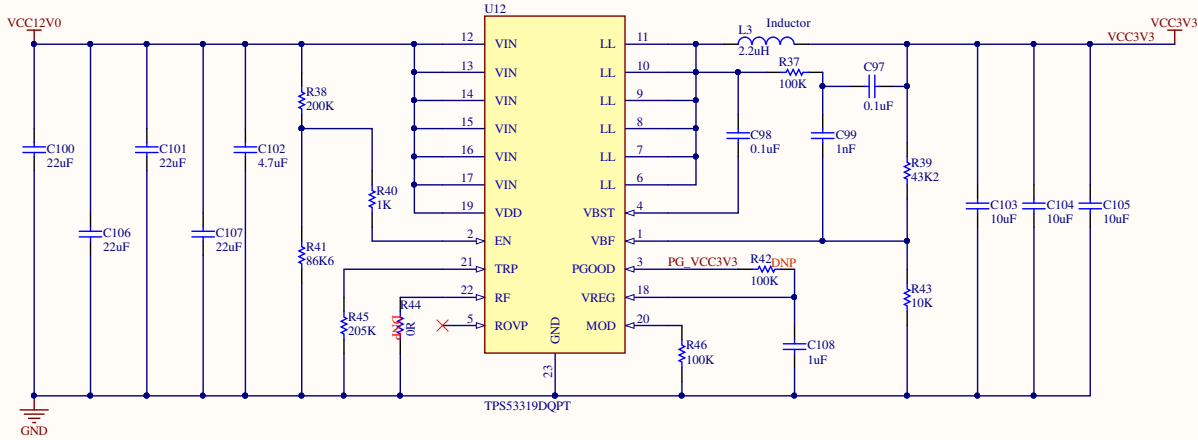 U12
VCC12V0
VCC3V3
12 VIN LL 11
L3 Inductor
2.2uH
VCC3V3
13 VIN LL 10
R37
100K
C97
0.1uF
14 VIN LL 9
R38
200K
15 VIN LL 8
C98
0.1uF
C99
1nF
C100
22uF
C101
22uF
C102
4.7uF
16 VIN LL 7
R39
43K2
17 VIN LL 6
R40
1K
19 VDD VBST 4
C103
10uF
C104
10uF
C105
10uF
C106
22uF
C107
22uF
2 EN VBF 1
R41
86K6
21 TRP PGOOD 3
PG_VCC3V3
R42 DNP
100K
22 RF VREG 18
R43
10K
R44
0R
DNP
R45
205K
5 ROVP MOD 20
GND
R46
100K
C108
1uF
23
TPS53319DQPT
GND